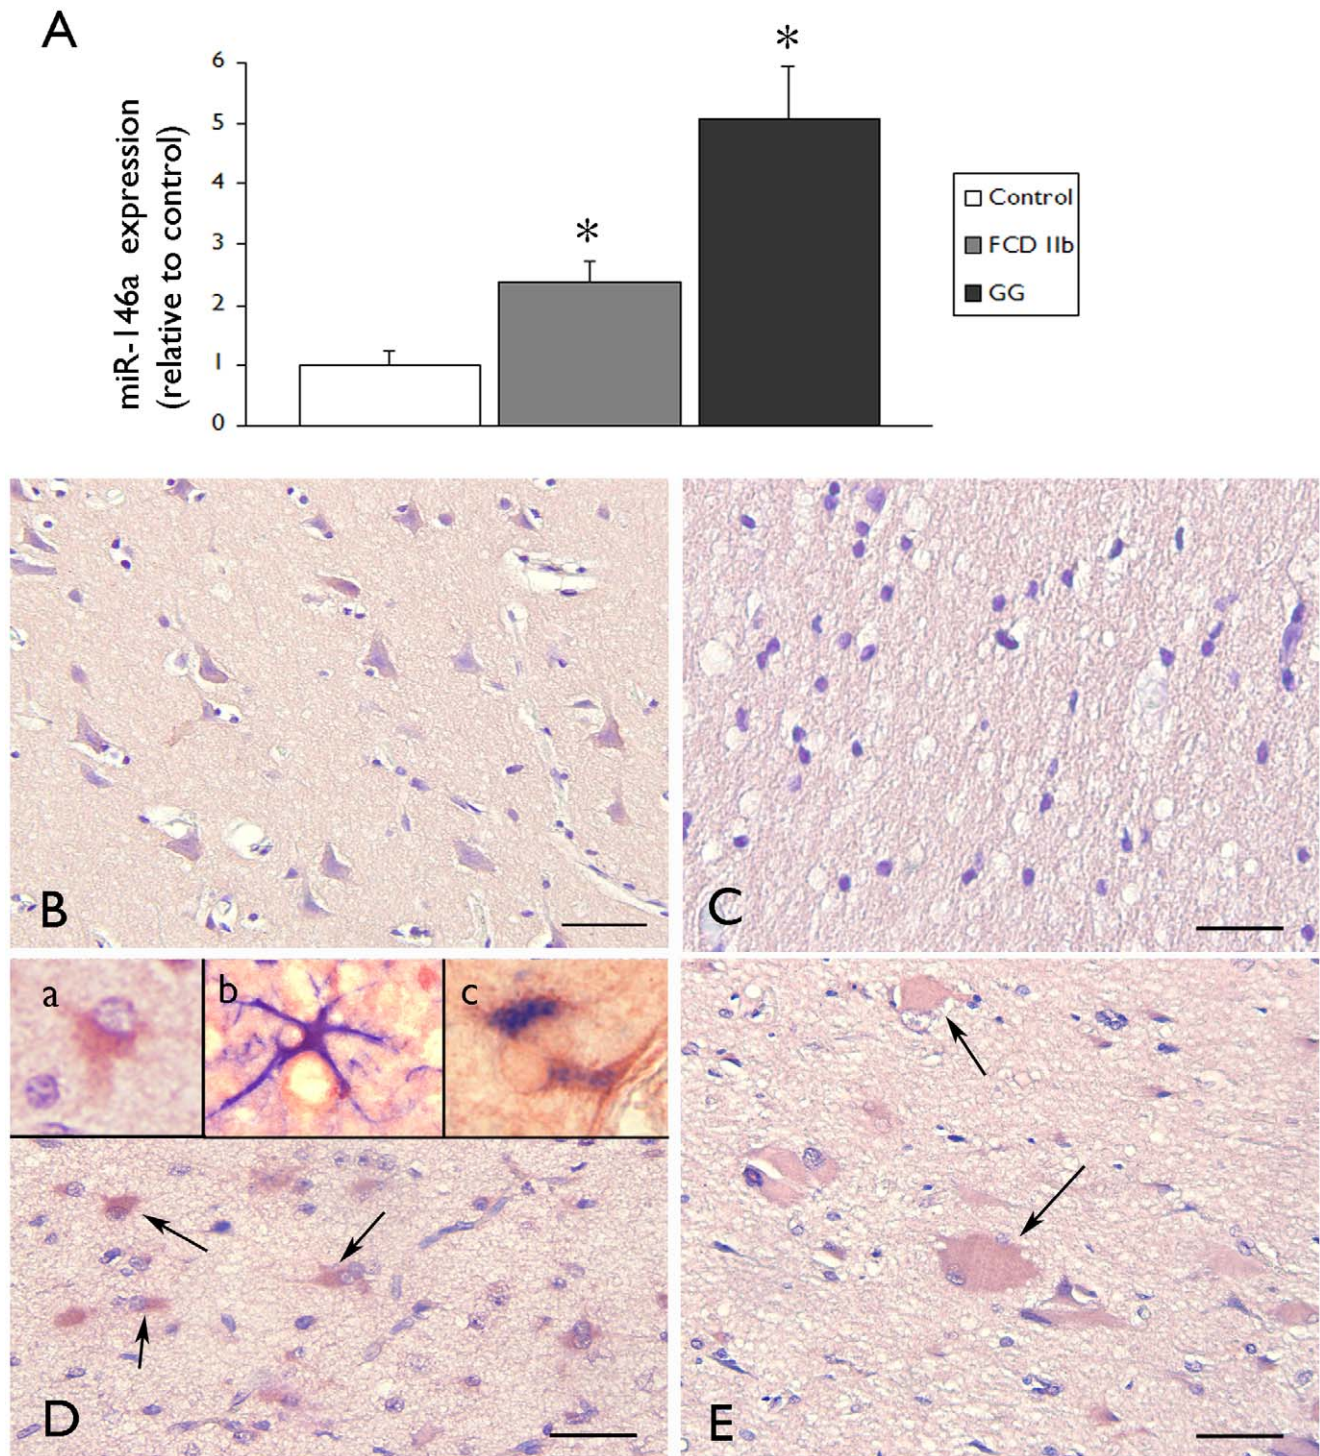 A
*
*
6
5
4
3
2
1
0
miR-146a expression
(relative to control)
Control
FCD IIb
GG
B
C
a
b
c
D
E